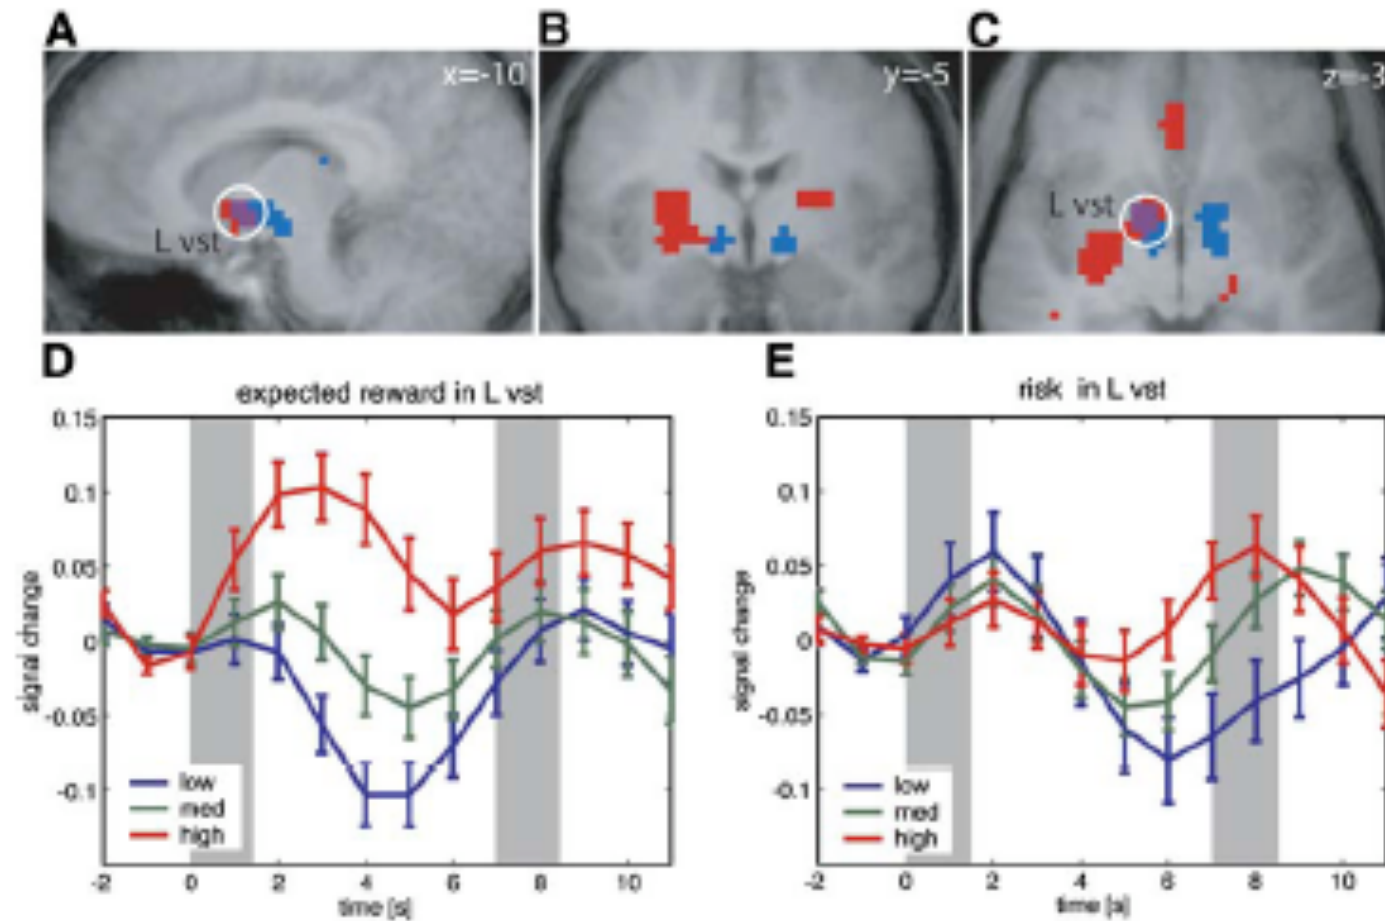 A
B
C
x=-10
y=-5
z=-3
L vst
L vst
D
expected reward in L vst
0.15
0.1
0.05
0
-0.05
-0.1
signal change
low
med
high
-2
0
2
4
6
8
10
time [s]
E
risk in L vst
0.15
0.1
0.05
0
-0.05
-0.1
signal change
low
med
high
-2
0
2
4
6
8
10
time [s]